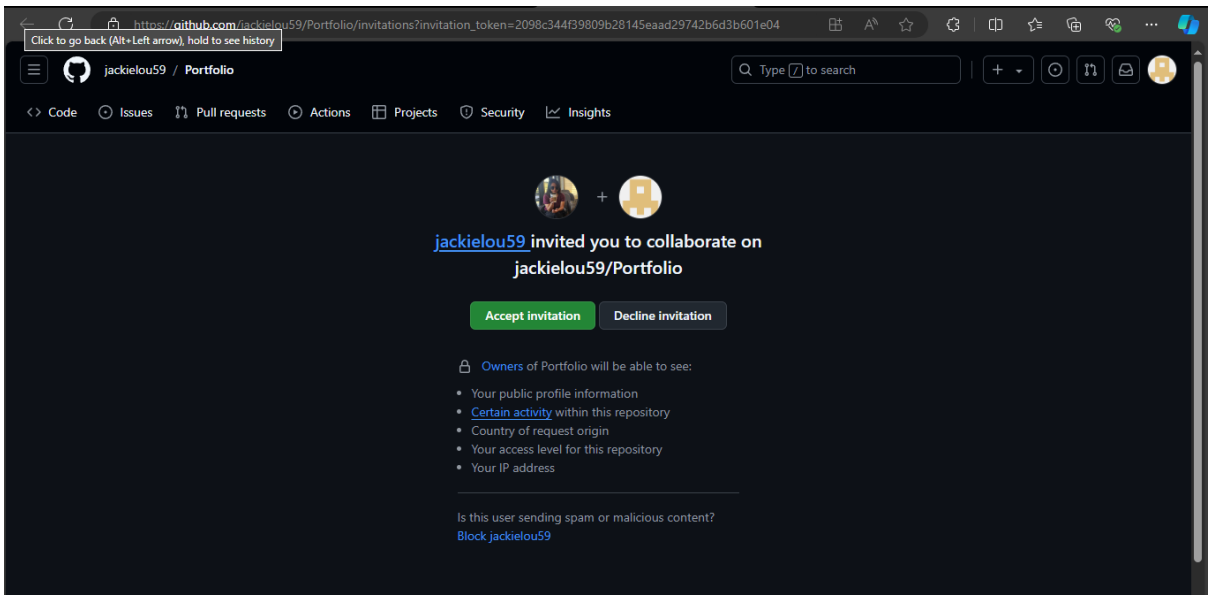 https://github.com/jackielou59/Portfolio/invitations?invitation_token=2098c344f39809b28145eaad29742b6d3b601e04
Click to go back (Alt+Left arrow), hold to see history
jackielou59 / Portfolio
Type / to search
Code Issues Pull requests Actions Projects Security Insights
jackielou59 invited you to collaborate on
jackielou59/Portfolio
Accept invitation Decline invitation
Owners of Portfolio will be able to see:
• Your public profile information
• Certain activity within this repository
• Country of request origin
• Your access level for this repository
• Your IP address
Is this user sending spam or malicious content?
Block jackielou59